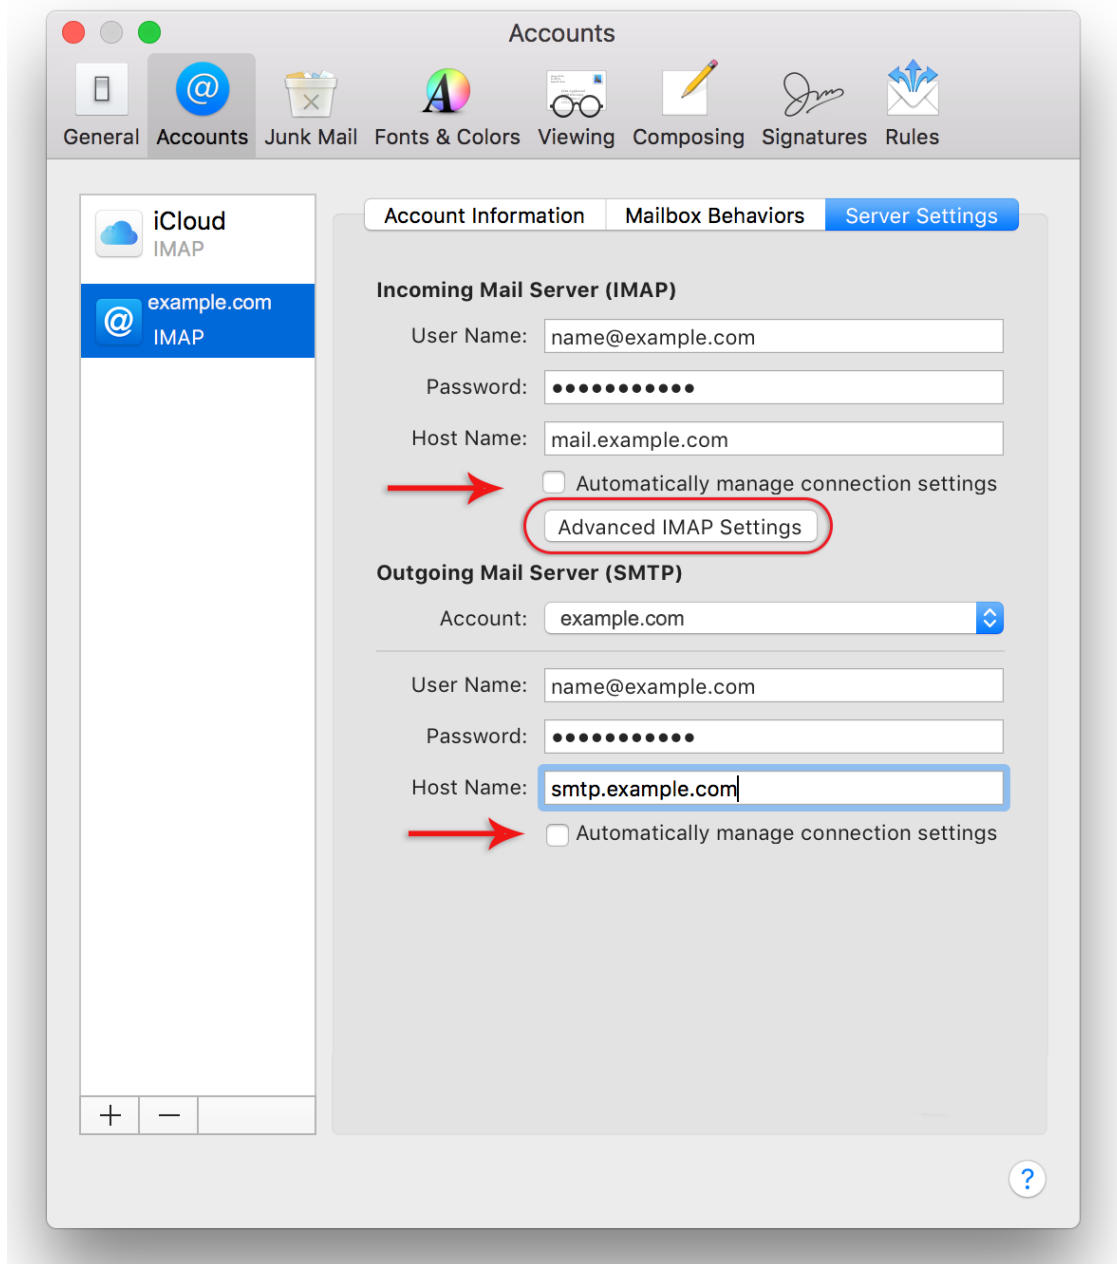 Accounts
General Accounts Junk Mail Fonts & Colors Viewing Composing Signatures Rules
iCloud
IMAP
example.com
IMAP
Account Information Mailbox Behaviors Server Settings
Incoming Mail Server (IMAP)
User Name: name@example.com
Password: ●●●●●●●●●●●
Host Name: mail.example.com
Automatically manage connection settings
Advanced IMAP Settings
Outgoing Mail Server (SMTP)
Account: example.com
User Name: name@example.com
Password: ●●●●●●●●●●●
Host Name: smtp.example.com
Automatically manage connection settings
+ −
?